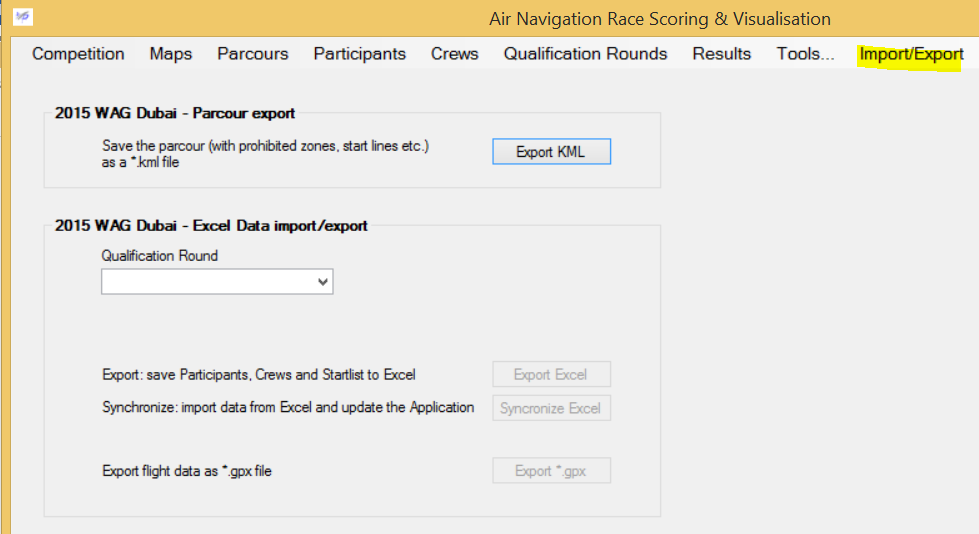 Air Navigation Race Scoring & Visualisation
Competition Maps Parcours Participants Crews Qualification Rounds Results Tools... Import/Export
2015 WAG Dubai - Parcour export
Save the parcour (with prohibited zones, start lines etc.)
as a *.kml file
Export KML
2015 WAG Dubai - Excel Data import/export
Qualification Round
Export: save Participants, Crews and Startlist to Excel
Export Excel
Synchronize: import data from Excel and update the Application
Syncronize Excel
Export flight data as *.gpx file
Export *.gpx